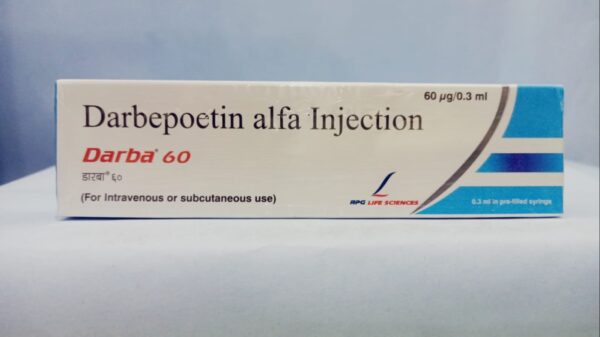 60 µg/0.3 ml
Darbepoetin alfa Injection
Darba® 60
डारबा® ६०
(For Intravenous or subcutaneous use)
RPG LIFE SCIENCES
0.3 ml in pre-filled syringe